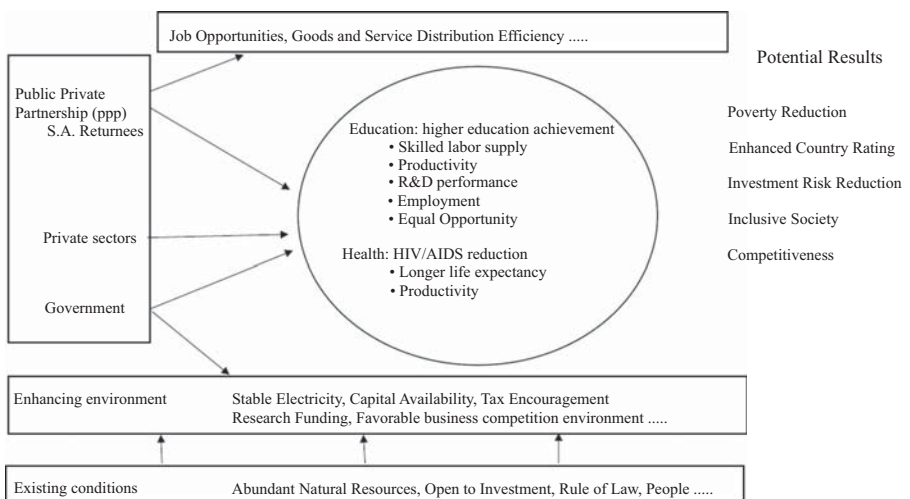 Job Opportunities, Goods and Service Distribution Efficiency .....
Public Private
Partnership (ppp)
S.A. Returnees
Private sectors
Government
Education: higher education achievement
• Skilled labor supply
• Productivity
• R&D performance
• Employment
• Equal Opportunity
Health: HIV/AIDS reduction
• Longer life expectancy
• Productivity
Potential Results
Poverty Reduction
Enhanced Country Rating
Investment Risk Reduction
Inclusive Society
Competitiveness
Enhancing environment Stable Electricity, Capital Availability, Tax Encouragement
Research Funding, Favorable business competition environment .....
Existing conditions Abundant Natural Resources, Open to Investment, Rule of Law, People .....